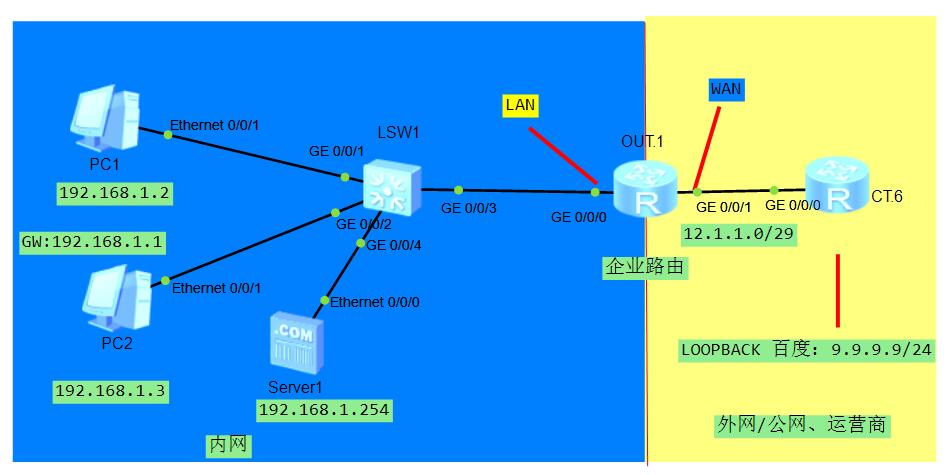 WAN
LAN
Ethernet 0/0/1
LSW1
OUT.1
GE 0/0/1
PC1
192.168.1.2
R
R
CT.6
GE 0/0/3
GE 0/0/0
GE 0/0/1
GE 0/0/0
GE 0/0/2
12.1.1.0/29
GW:192.168.1.1
GE 0/0/4
企业路由
Ethernet 0/0/1
Ethernet 0/0/0
.COM
PC2
LOOPBACK 百度: 9.9.9.9/24
Server1
192.168.1.3
192.168.1.254
外网/公网、运营商
内网